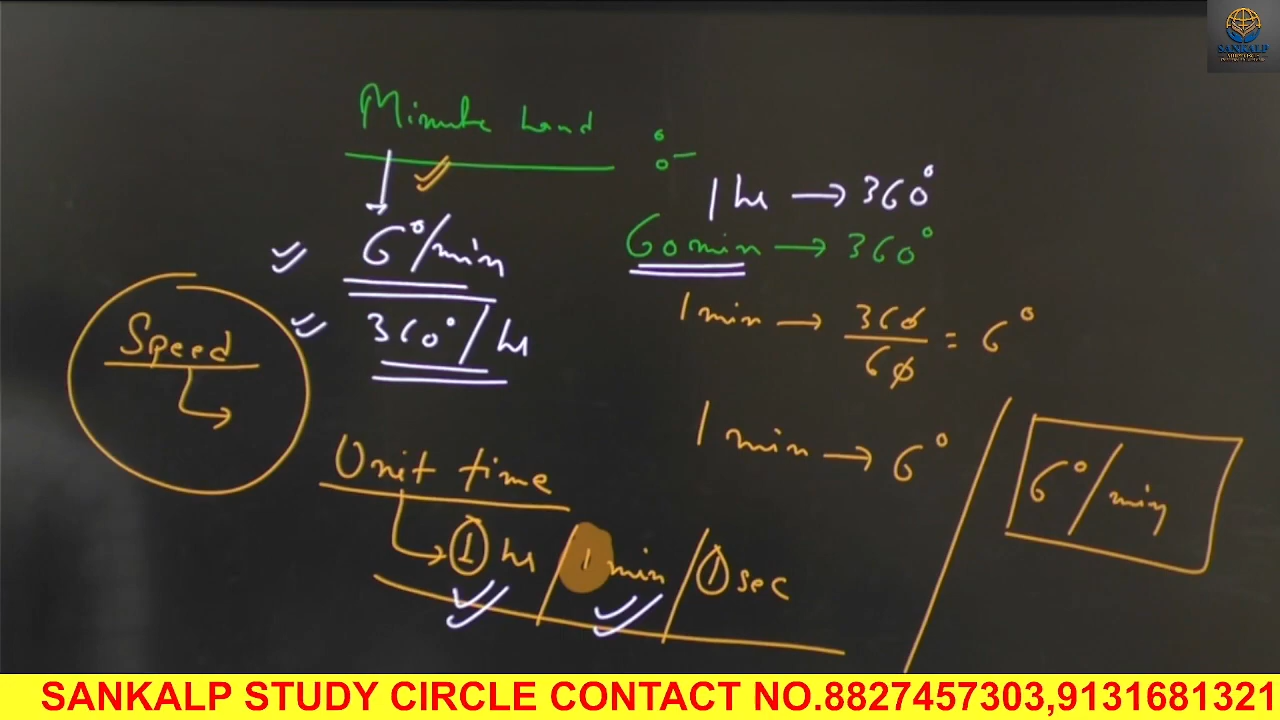 SANKALP
Minute hand :-
6°/min
360°/hr
1 hr → 360°
60 min → 360°
1 min → 360/60 = 6°
1 min → 6°
6°/min
Speed
Unit time
1 hr / 1 min / 1 sec
SANKALP STUDY CIRCLE CONTACT NO.8827457303,9131681321